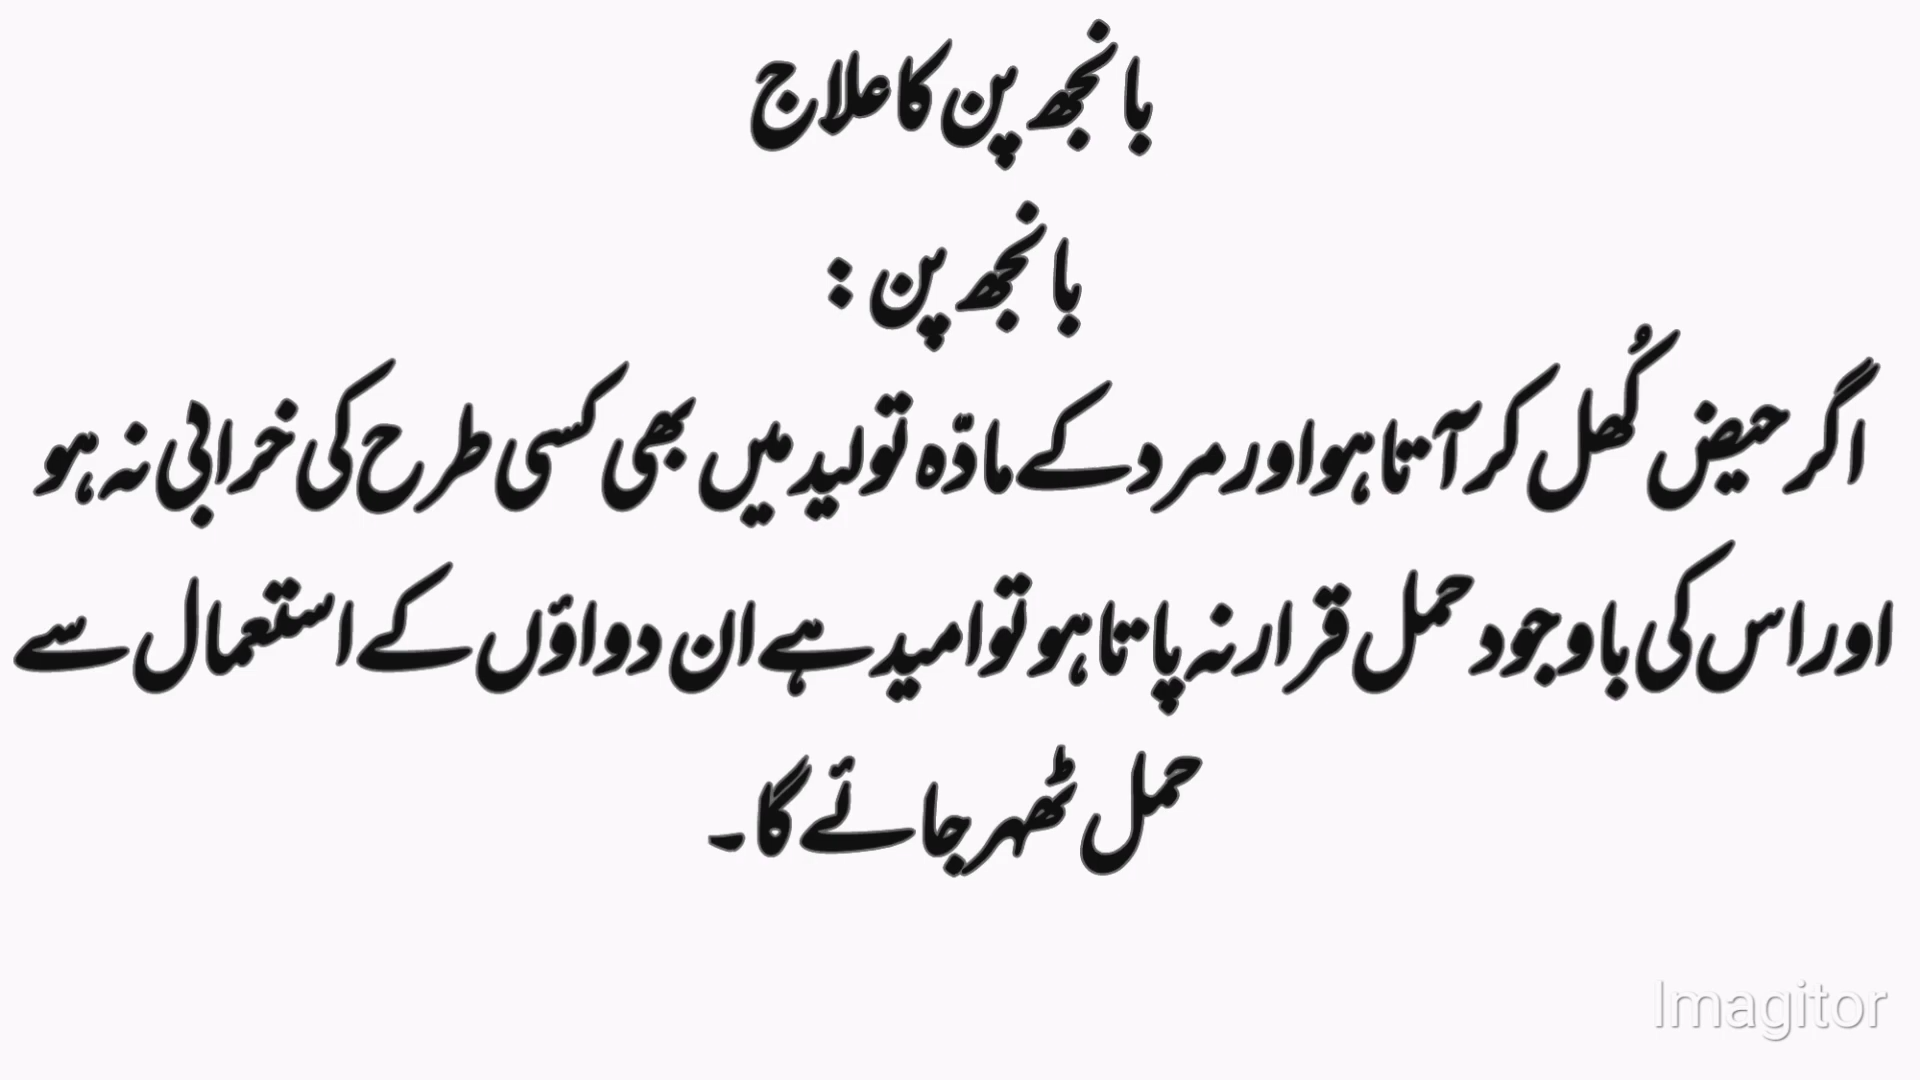 بانجھ پن کا علاج
بانجھ پن :
اگر حیض کُھل کر آتا ہو اور مرد کے مادّہ تولید میں بھی کسی طرح کی خرابی نہ ہو
اور اس کی باوجود حمل قرار نہ پاتا ہو تو امید ہے ان دواؤں کے استعمال سے
حمل ٹھہر جائے گا۔
Imagitor